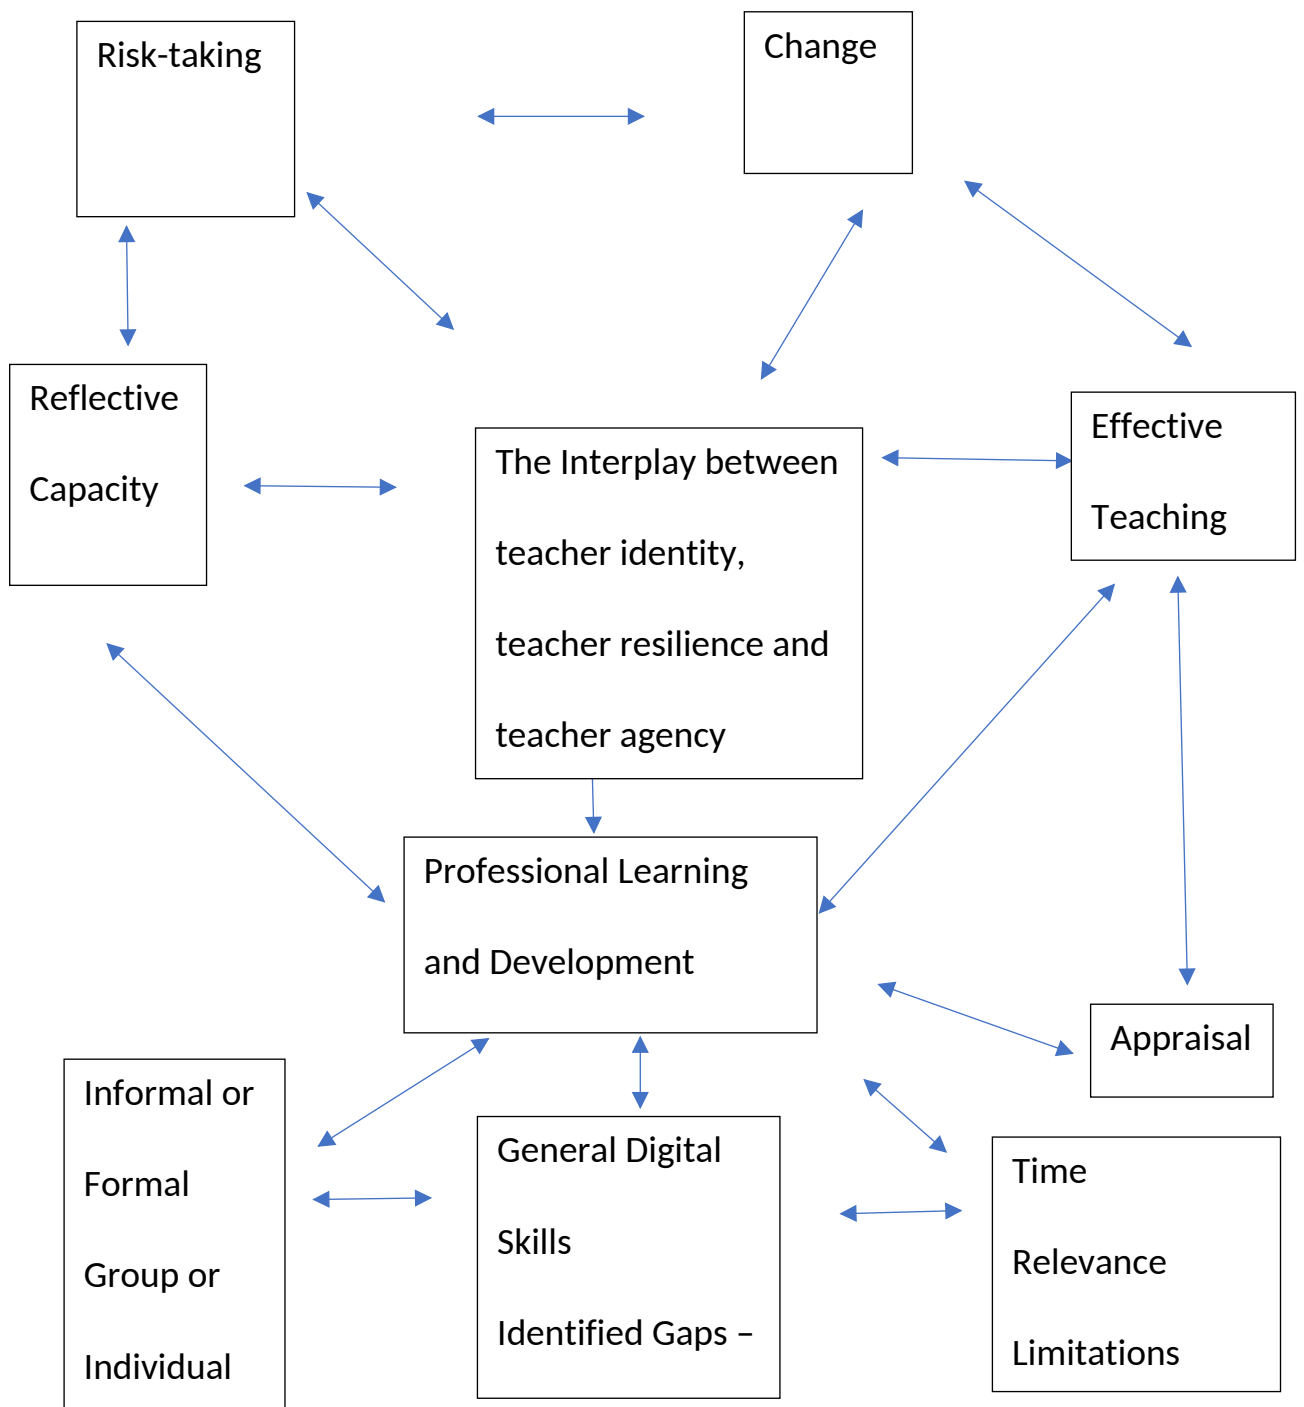 Risk-taking
Change
Reflective
Capacity
The Interplay between
teacher identity,
teacher resilience and
teacher agency
Effective
Teaching
Professional Learning
and Development
Appraisal
Informal or
Formal
Group or
Individual
General Digital
Skills
Identified Gaps –
Time
Relevance
Limitations